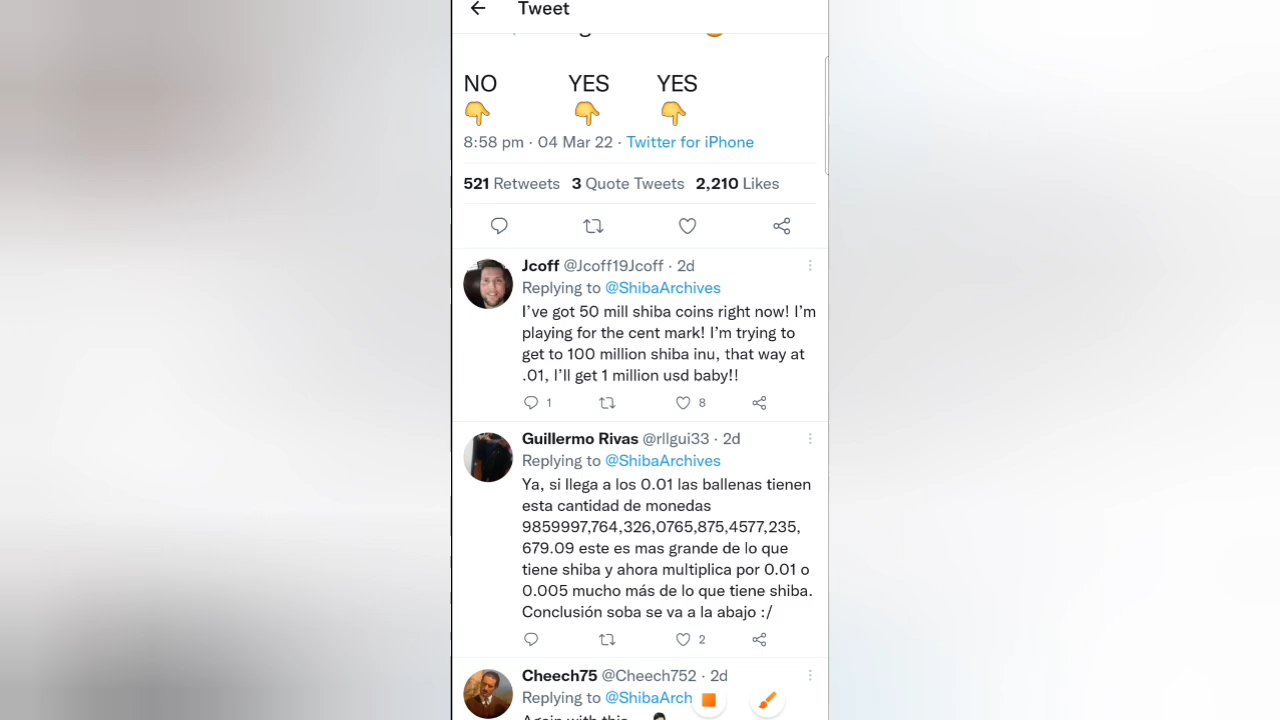 Tweet
NO YES YES
8:58 pm · 04 Mar 22 · Twitter for iPhone
521 Retweets 3 Quote Tweets 2,210 Likes
Jcoff @Jcoff19Jcoff · 2d
Replying to @ShibaArchives
I've got 50 mill shiba coins right now! I'm
playing for the cent mark! I'm trying to
get to 100 million shiba inu, that way at
.01, I'll get 1 million usd baby!!
1 8
Guillermo Rivas @rllgui33 · 2d
Replying to @ShibaArchives
Ya, si llega a los 0.01 las ballenas tienen
esta cantidad de monedas
9859997,764,326,0765,875,4577,235,
679.09 este es mas grande de lo que
tiene shiba y ahora multiplica por 0.01 o
0.005 mucho más de lo que tiene shiba.
Conclusión soba se va a la abajo :/
2
Cheech75 @Cheech752 · 2d
Replying to @ShibaArch
Again with this